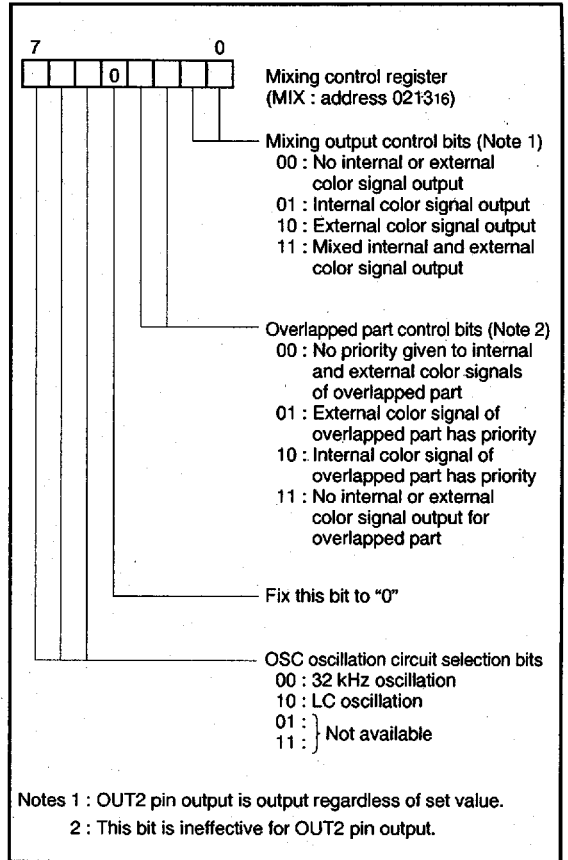 7 0
0
Mixing control register
(MIX : address 021316)
Mixing output control bits (Note 1)
00 : No internal or external
color signal output
01 : Internal color signal output
10 : External color signal output
11 : Mixed internal and external
color signal output
Overlapped part control bits (Note 2)
00 : No priority given to internal
and external color signals
of overlapped part
01 : External color signal of
overlapped part has priority
10 : Internal color signal of
overlapped part has priority
11 : No internal or external
color signal output for
overlapped part
Fix this bit to “0”
OSC oscillation circuit selection bits
00 : 32 kHz oscillation
10 : LC oscillation
01 :
11 : } Not available
Notes 1 : OUT2 pin output is output regardless of set value.
2 : This bit is ineffective for OUT2 pin output.